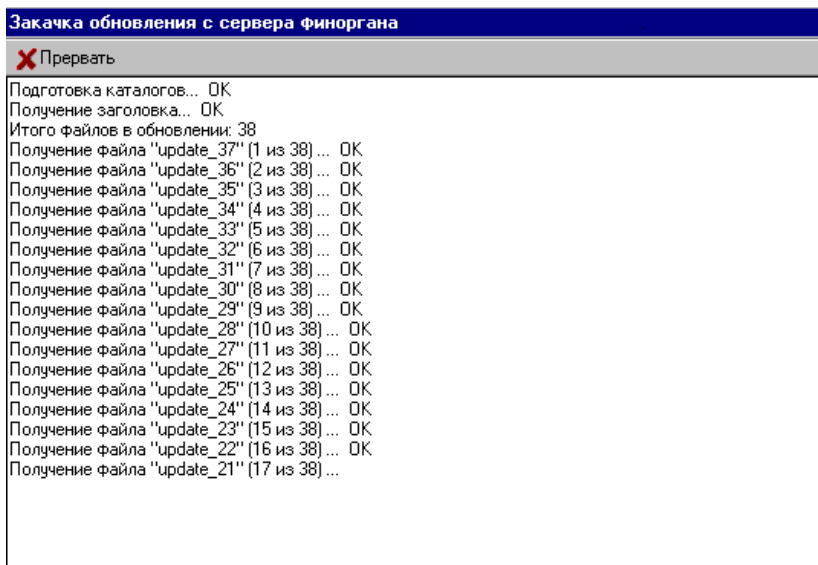 Закачка обновления с сервера финоргана
Прервать
Подготовка каталогов... OK
Получение заголовка... OK
Итого файлов в обновлении: 38
Получение файла "update_37" (1 из 38) ... OK
Получение файла "update_36" (2 из 38) ... OK
Получение файла "update_35" (3 из 38) ... OK
Получение файла "update_34" (4 из 38) ... OK
Получение файла "update_33" (5 из 38) ... OK
Получение файла "update_32" (6 из 38) ... OK
Получение файла "update_31" (7 из 38) ... OK
Получение файла "update_30" (8 из 38) ... OK
Получение файла "update_29" (9 из 38) ... OK
Получение файла "update_28" (10 из 38) ... OK
Получение файла "update_27" (11 из 38) ... OK
Получение файла "update_26" (12 из 38) ... OK
Получение файла "update_25" (13 из 38) ... OK
Получение файла "update_24" (14 из 38) ... OK
Получение файла "update_23" (15 из 38) ... OK
Получение файла "update_22" (16 из 38) ... OK
Получение файла "update_21" (17 из 38) ...